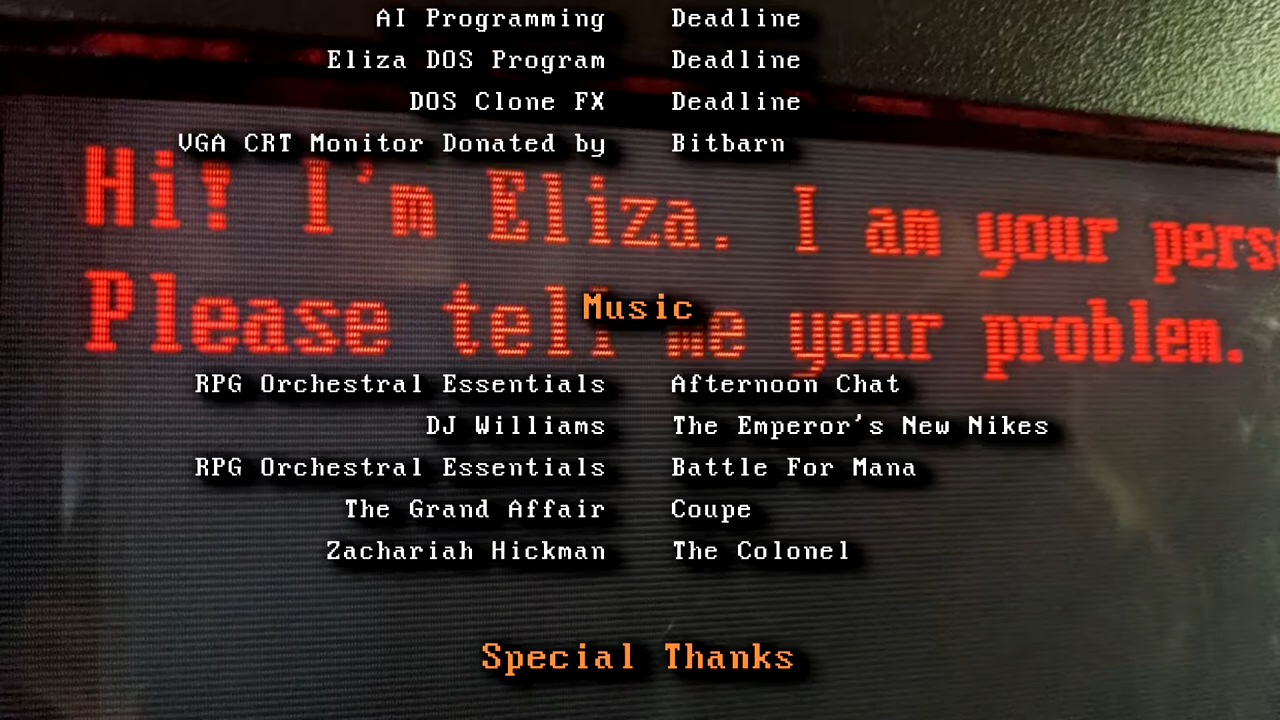 AI Programming Deadline
Eliza DOS Program Deadline
DOS Clone FX Deadline
VGA CRT Monitor Donated by Bitbarn
Hi! I'm Eliza. I am your
Music
Please tell me your problem.
RPG Orchestral Essentials Afternoon Chat
DJ Williams The Emperor's New Nikes
RPG Orchestral Essentials Battle For Mana
The Grand Affair Coupe
Zachariah Hickman The Colonel
Special Thanks